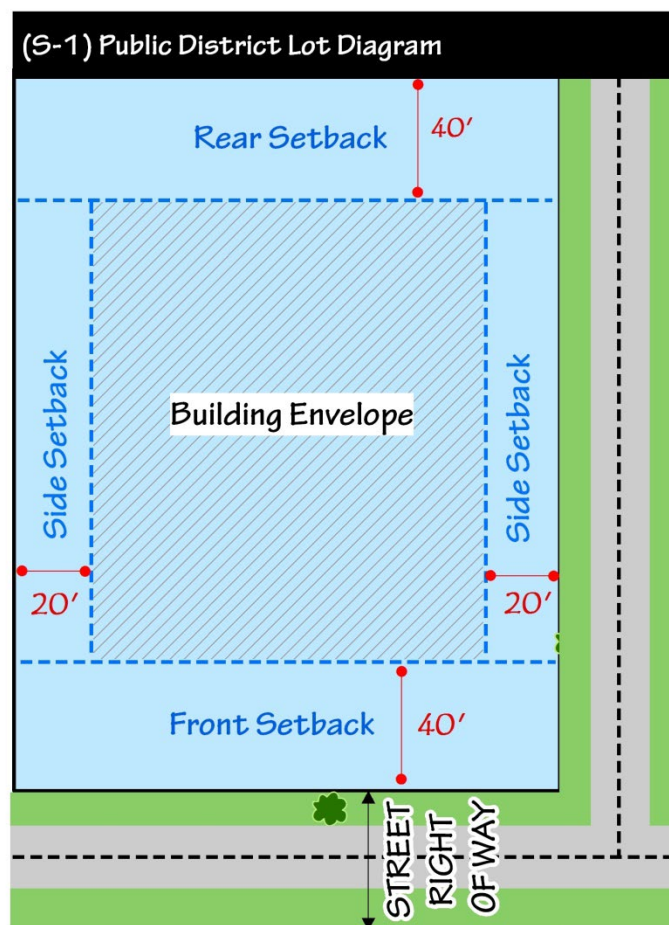 (S-1) Public District Lot Diagram
Rear Setback
40'
Side Setback
Building Envelope
Side Setback
20'
20'
Front Setback
40'
STREET
RIGHT
OF WAY